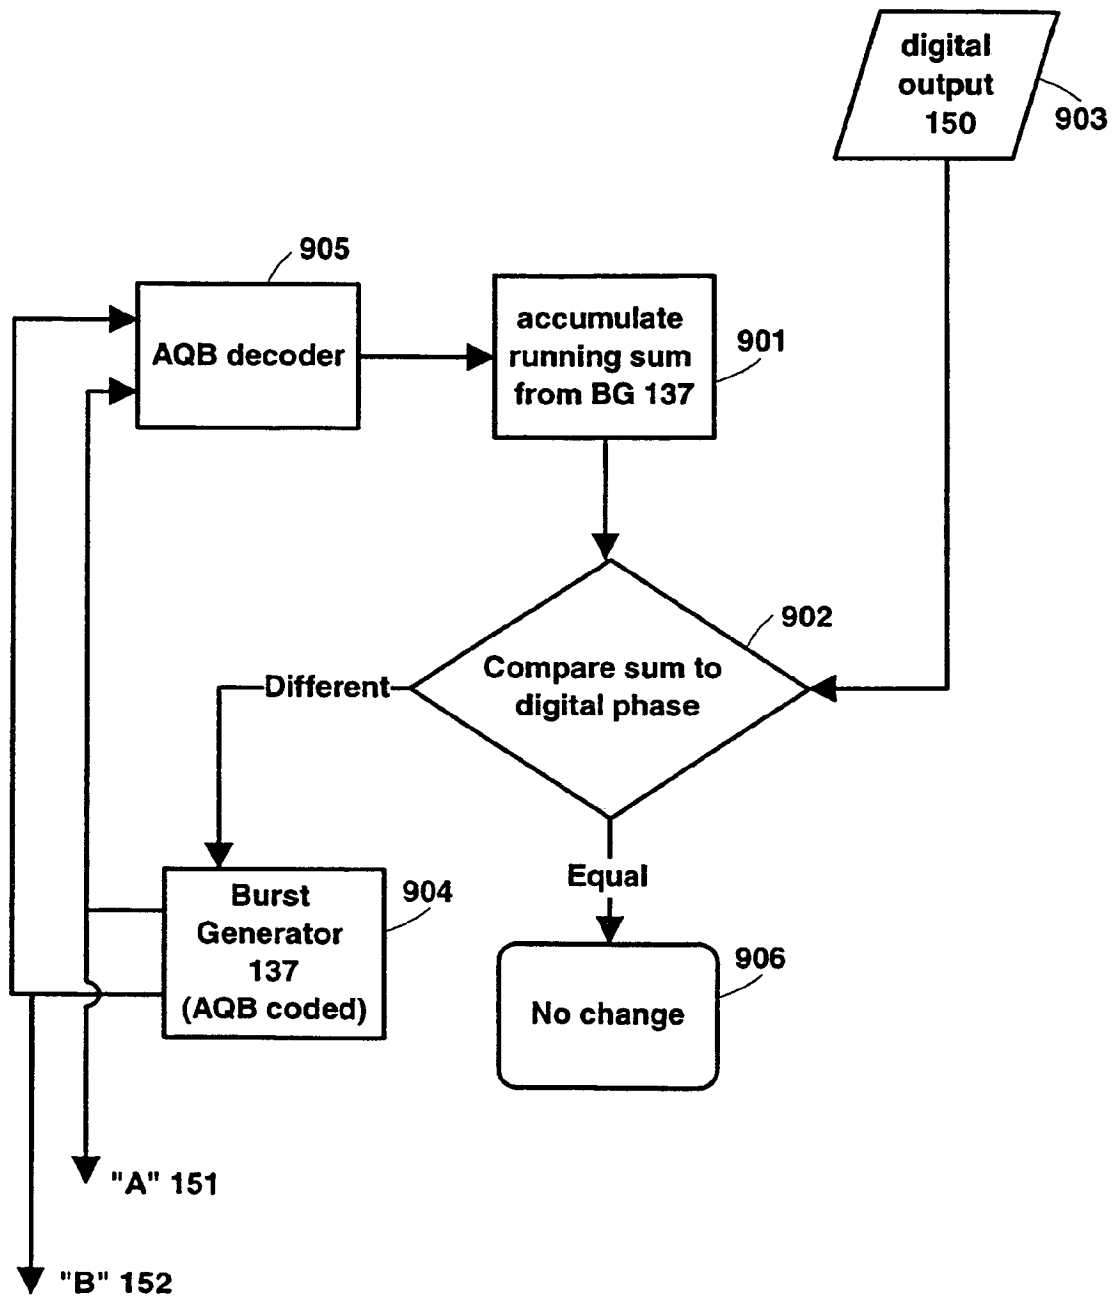 digital
output
150
903
905
AQB decoder
accumulate
running sum
from BG 137
901
902
Compare sum to
digital phase
Different
Equal
Burst
Generator
137
(AQB coded)
904
906
No change
"A" 151
"B" 152